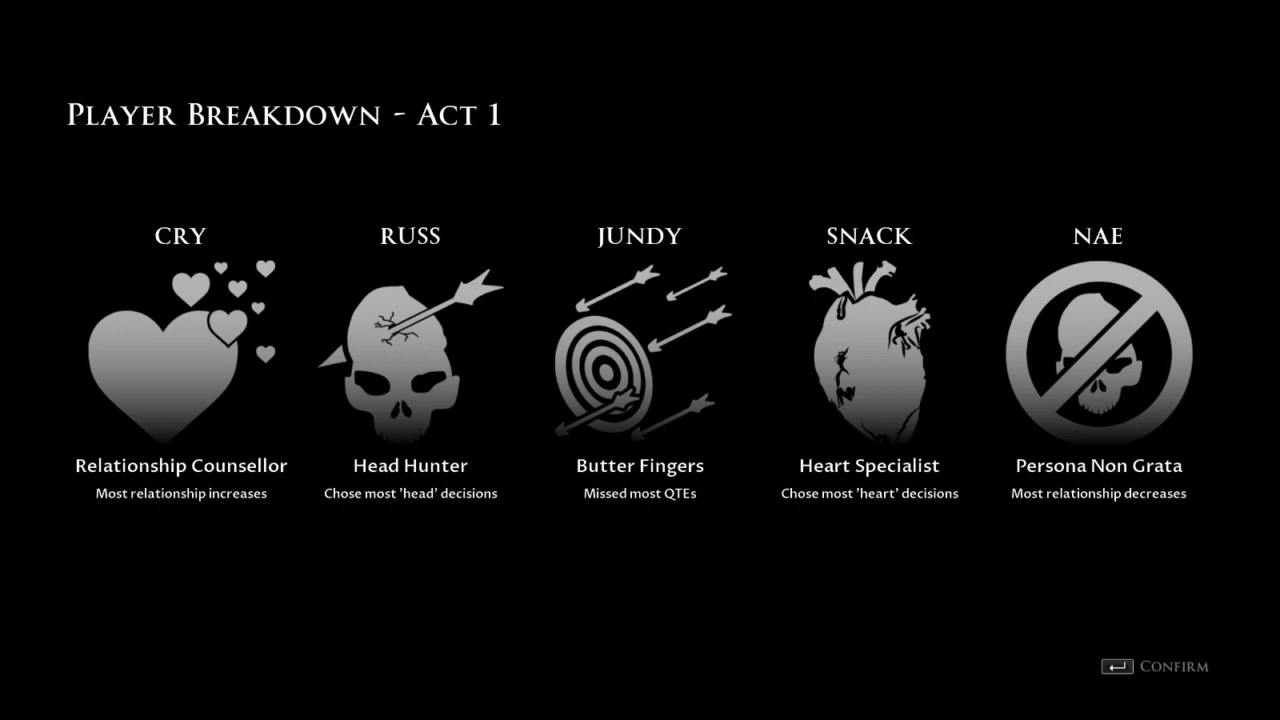 Player Breakdown - Act 1
CRY
RUSS
JUNDY
SNACK
NAE
Relationship Counsellor
Head Hunter
Butter Fingers
Heart Specialist
Persona Non Grata
Most relationship increases
Chose most 'head' decisions
Missed most QTEs
Chose most 'heart' decisions
Most relationship decreases
Confirm